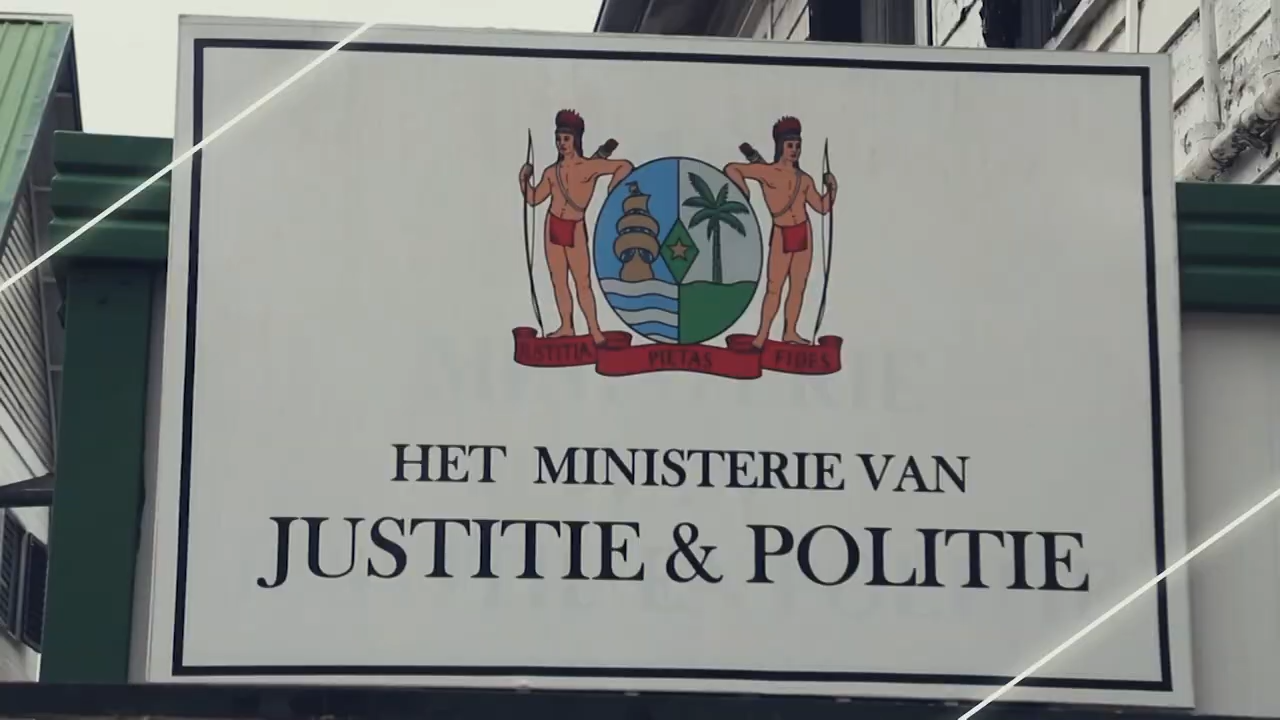 JUSTITIA PIETAS FIDES
HET MINISTERIE VAN
JUSTITIE & POLITIE